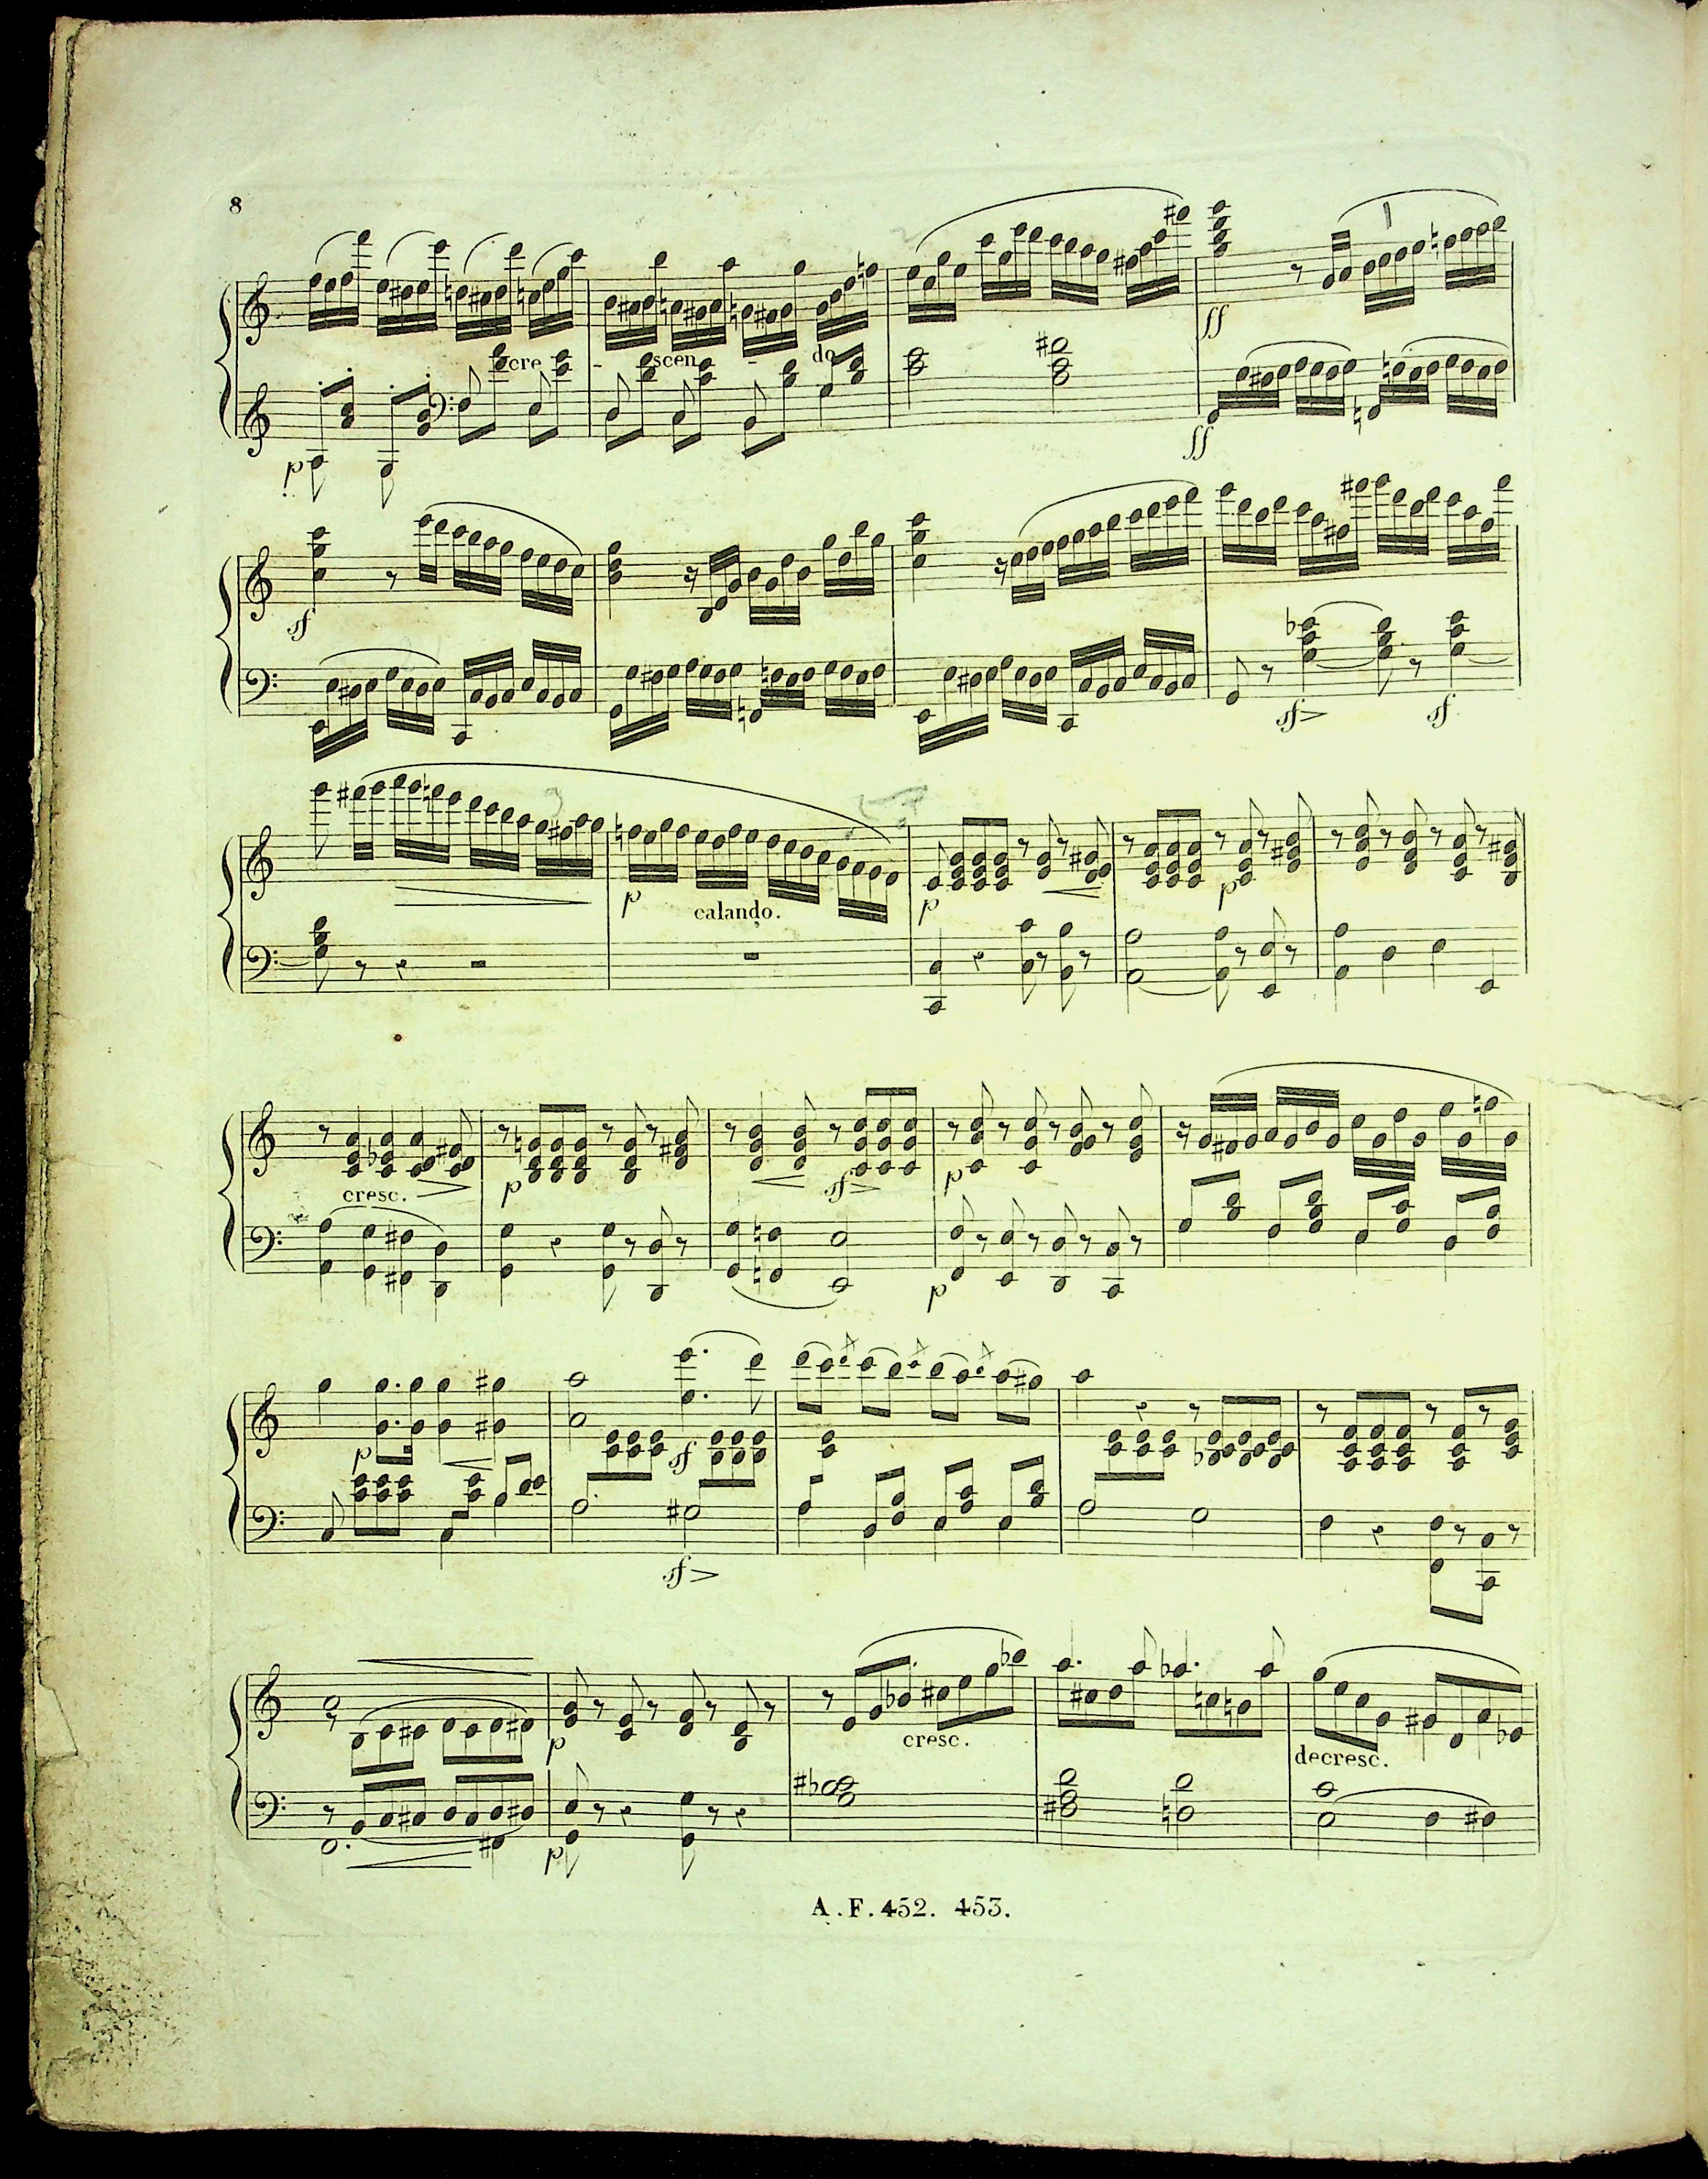 8
cre - scen - do
p
ff
ff
sf
sf>
sf
p
calando.
p
p
cresc.
p
sf>
p
p
p
sf
sf>
p
cresc.
decresc.
p
A. F. 452. 453.